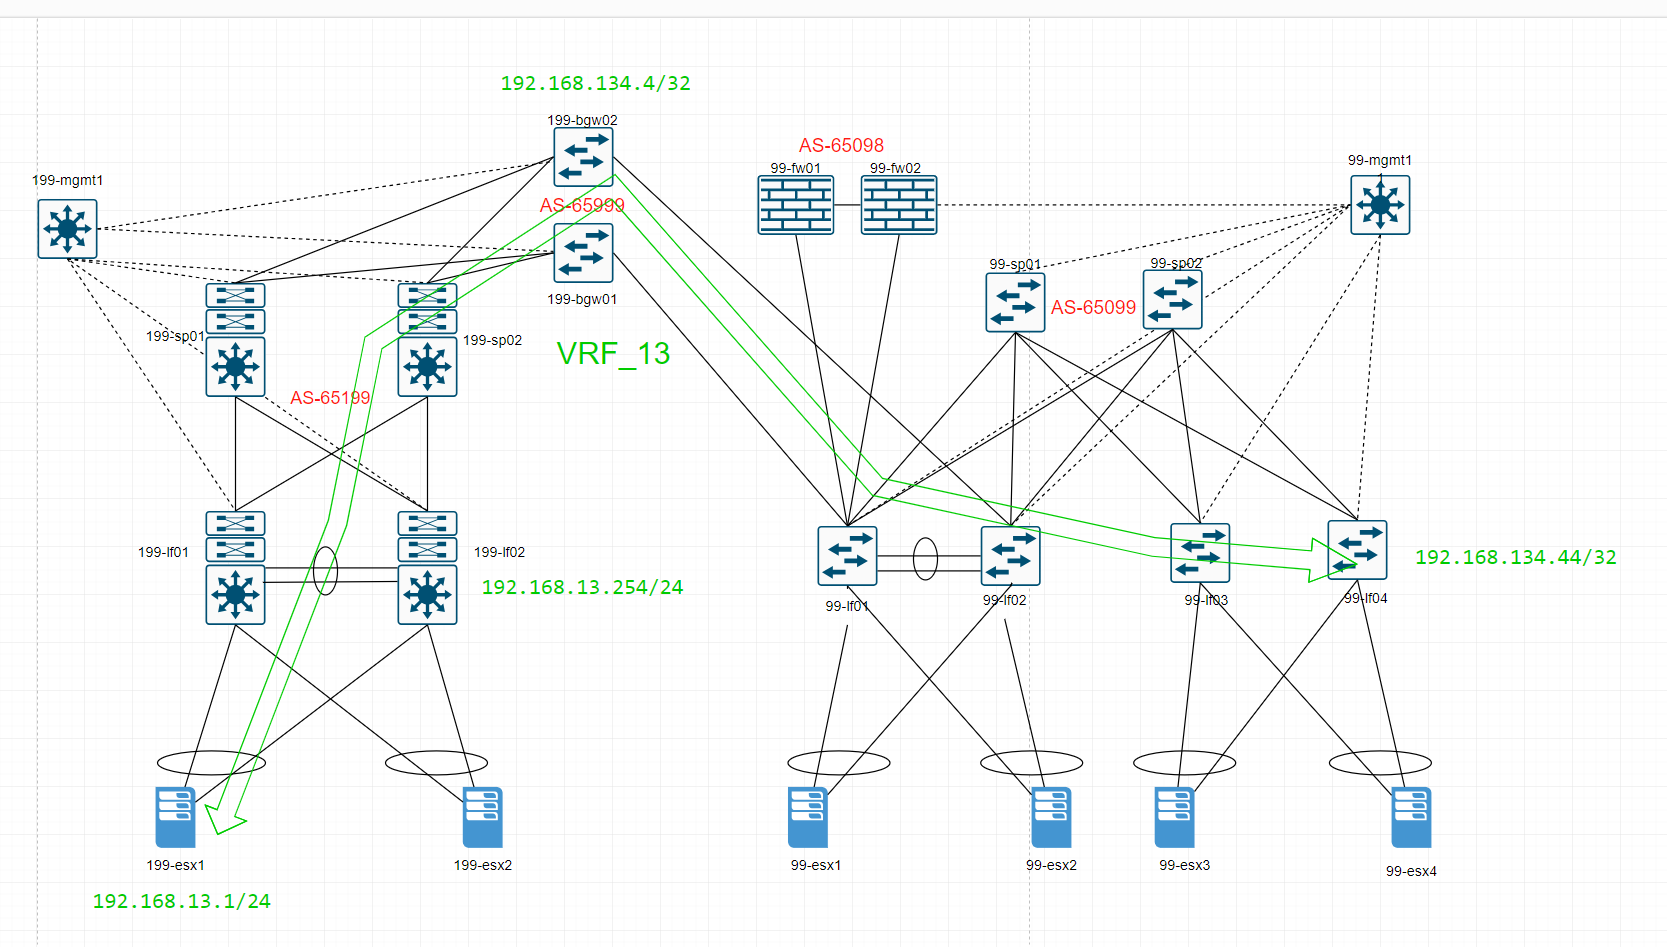 192.168.134.4/32
199-bgw02
AS-65098
99-fw01
99-fw02
99-mgmt1
199-mgmt1
AS-65999
99-sp01
99-sp02
199-bgw01
AS-65099
199-sp01
199-sp02
VRF_13
AS-65199
199-lf01
199-lf02
192.168.134.44/32
192.168.13.254/24
99-lf01
99-lf02
99-lf03
99-lf04
199-esx1
199-esx2
99-esx1
99-esx2
99-esx3
99-esx4
192.168.13.1/24